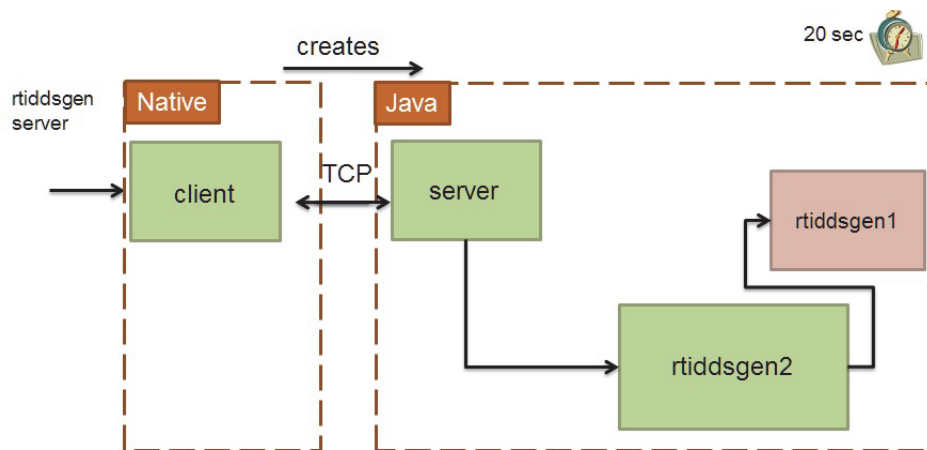 20 sec
creates
rtiddsgen
server
Native
Java
TCP
client
server
rtiddsgen1
rtiddsgen2